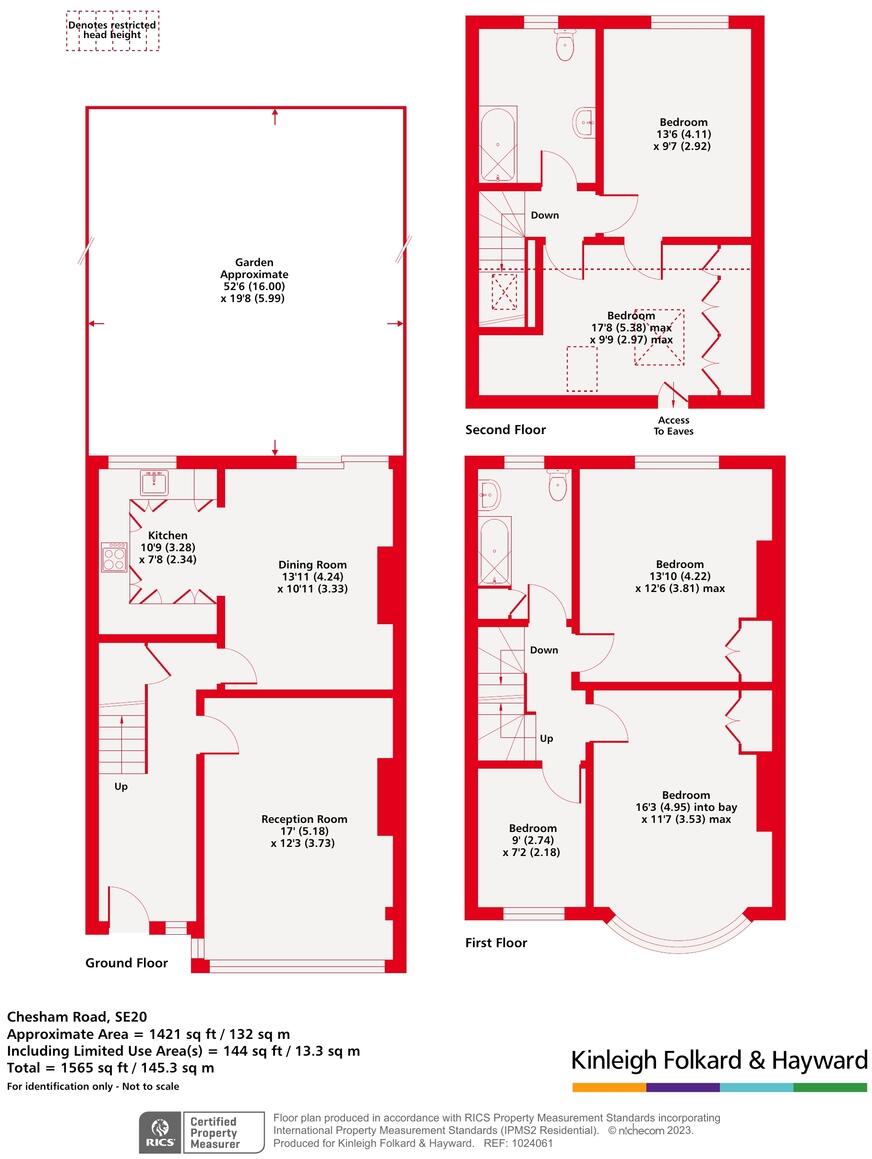 Denotes restricted
head height
Garden
Approximate
52'6 (16.00)
x 19'8 (5.99)
Kitchen
10'9 (3.28)
x 7'8 (2.34)
Dining Room
13'11 (4.24)
x 10'11 (3.33)
Up
Reception Room
17' (5.18)
x 12'3 (3.73)
Ground Floor
Bedroom
13'6 (4.11)
x 9'7 (2.92)
Down
Bedroom
17'8 (5.38) max
x 9'9 (2.97) max
Access
To Eaves
Second Floor
Bedroom
13'10 (4.22)
x 12'6 (3.81) max
Down
Up
Bedroom
16'3 (4.95) into bay
x 11'7 (3.53) max
Bedroom
9' (2.74)
x 7'2 (2.18)
First Floor
Chesham Road, SE20
Approximate Area = 1421 sq ft / 132 sq m
Including Limited Use Area(s) = 144 sq ft / 13.3 sq m
Total = 1565 sq ft / 145.3 sq m
For identification only - Not to scale
Kinleigh Folkard & Hayward
RICS
Certified
Property
Measurer
Floor plan produced in accordance with RICS Property Measurement Standards incorporating
International Property Measurement Standards (IPMS2 Residential). © nichecom 2023.
Produced for Kinleigh Folkard & Hayward. REF: 1024061